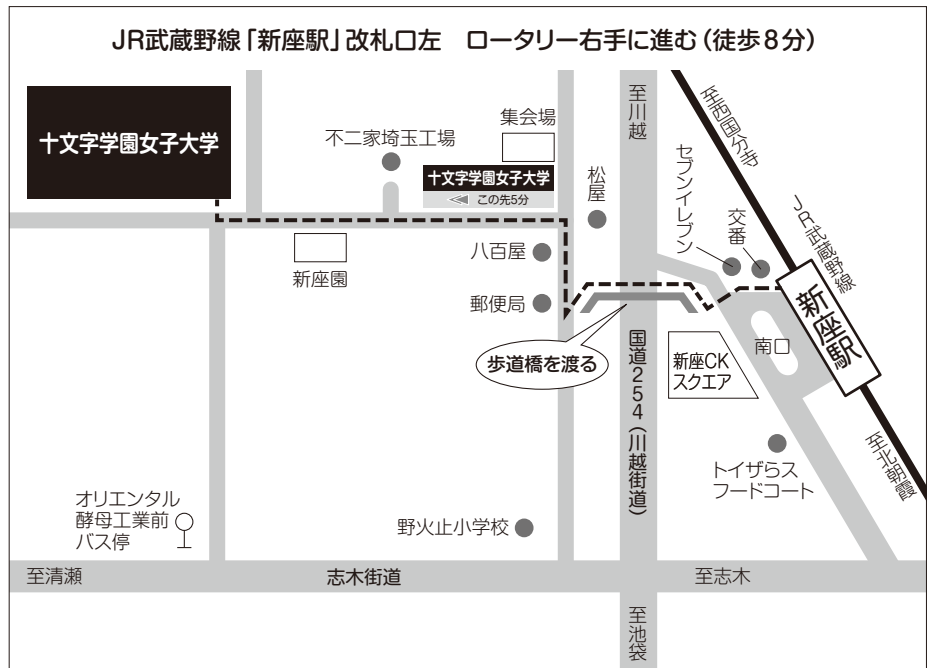 JR武蔵野線「新座駅」改札口左　ロータリー右手に進む(徒歩8分)
十文字学園女子大学
不二家埼玉工場
集会場
十文字学園女子大学
この先5分
松屋
至川越
セブンイレブン
交番
至西国分寺
JR武蔵野線
新座駅
新座園
八百屋
郵便局
歩道橋を渡る
国道254(川越街道)
新座CK
スクエア
南口
トイザらス
フードコート
至北朝霞
オリエンタル
酵母工業前
バス停
野火止小学校
至清瀬
志木街道
至志木
至池袋